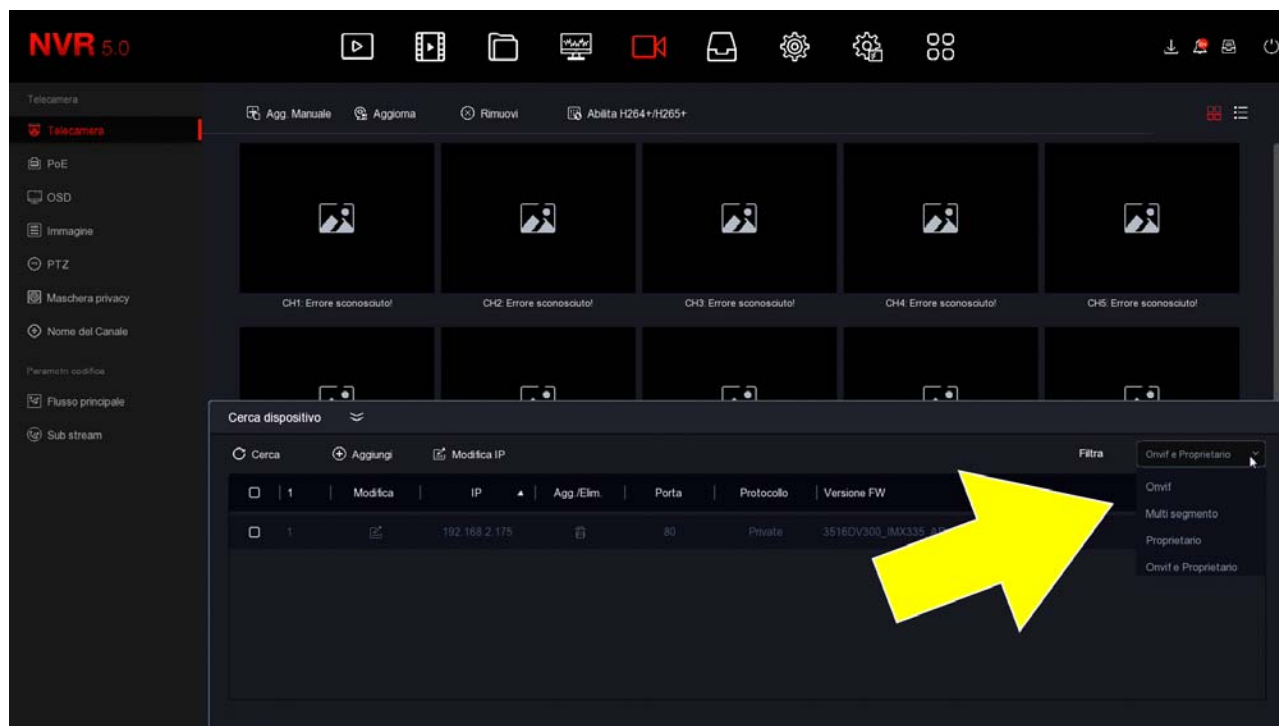 NVR 5.0
Telecamera
Agg. Manuale Aggiorna Rimuovi Abilita H264+/H265+
Telecamera
PoE
OSD
Immagine
PTZ
Maschera privacy
CH1: Errore sconosciuto! CH2: Errore sconosciuto! CH3: Errore sconosciuto! CH4: Errore sconosciuto! CH5: Errore sconosciuto!
Nome del Canale
Parametri codifica
Flusso principale
Sub stream
Cerca dispositivo
Cerca Aggiungi Modifica IP Filtra Onvif e Proprietario
1 Modifica IP Agg./Elim. Porta Protocollo Versione FW
Onvif
Multi segmento
1 192.168.2.175 80 Private 3516DV300_IMX335
Proprietario
Onvif e Proprietario